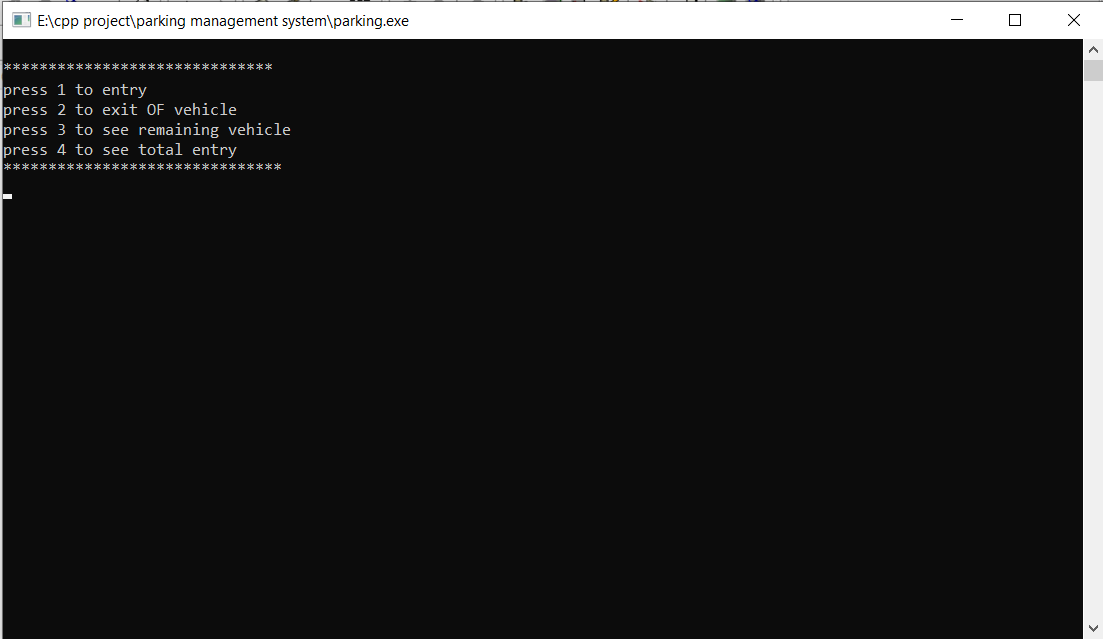 E:\cpp project\parking management system\parking.exe
******************************
press 1 to entry
press 2 to exit OF vehicle
press 3 to see remaining vehicle
press 4 to see total entry
*******************************